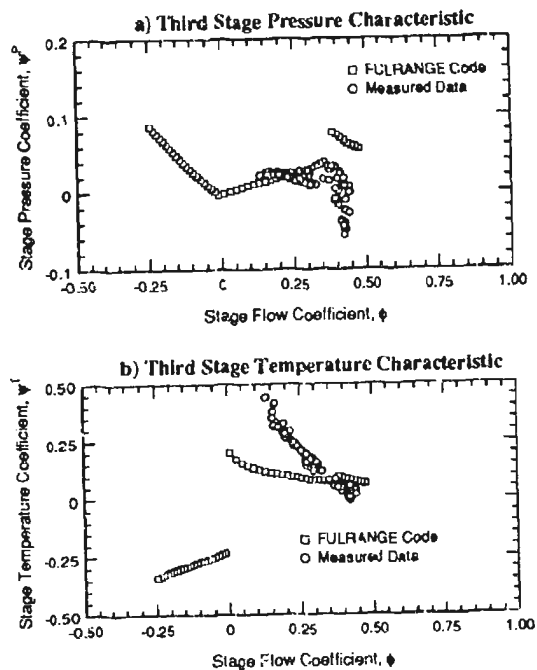 a) Third Stage Pressure Characteristic
Stage Pressure Coefficient, ψᴾ
0.2
0.1
0
-0.1
□ FULRANGE Code
○ Measured Data
-0.50 -0.25 0 0.25 0.50 0.75 1.00
Stage Flow Coefficient, ϕ
b) Third Stage Temperature Characteristic
Stage Temperature Coefficient, ψᵗ
0.50
0.25
0
-0.25
-0.50
□ FULRANGE Code
○ Measured Data
-0.50 -0.25 0 0.25 0.50 0.75 1.00
Stage Flow Coefficient, ϕ